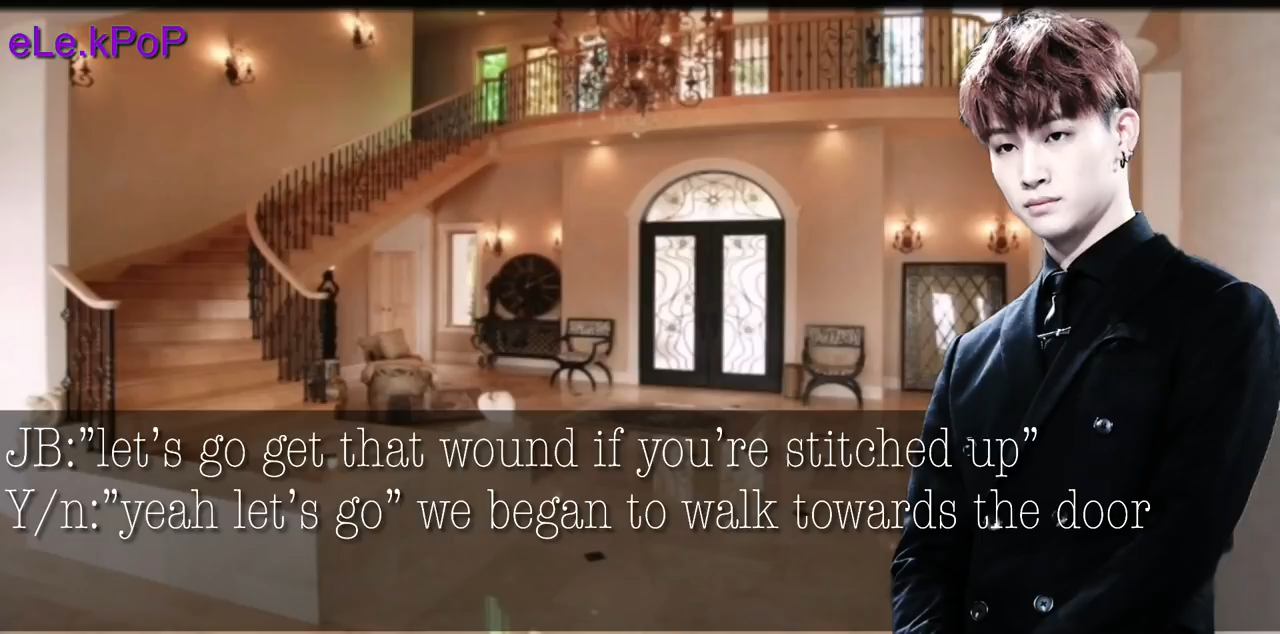 eLe.kPoP
JB:”let’s go get that wound if you’re stitched up”
Y/n:”yeah let’s go” we began to walk towards the door